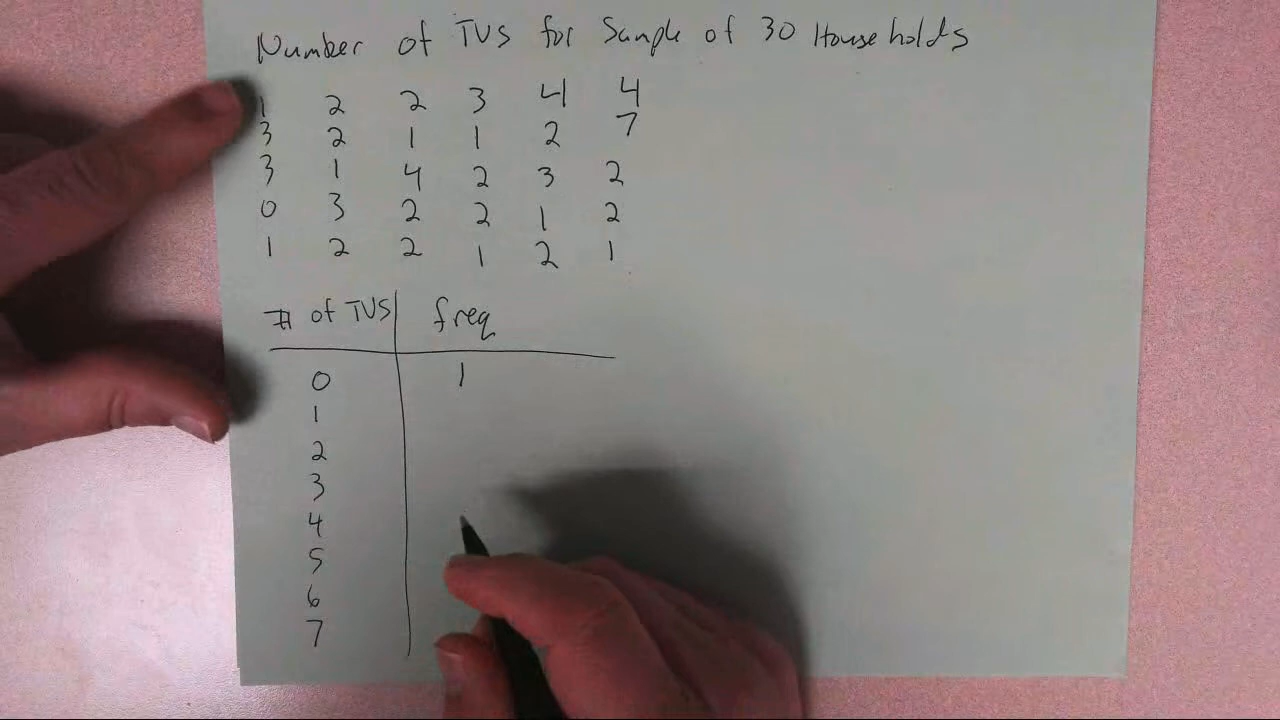 Number of TVs for Sample of 30 Households
1 2 2 3 4 4
3 2 1 1 2 7
3 1 4 2 3 2
0 3 2 2 1 2
1 2 2 1 2 1
# of TVS freq
0 1
1
2
3
4
5
6
7